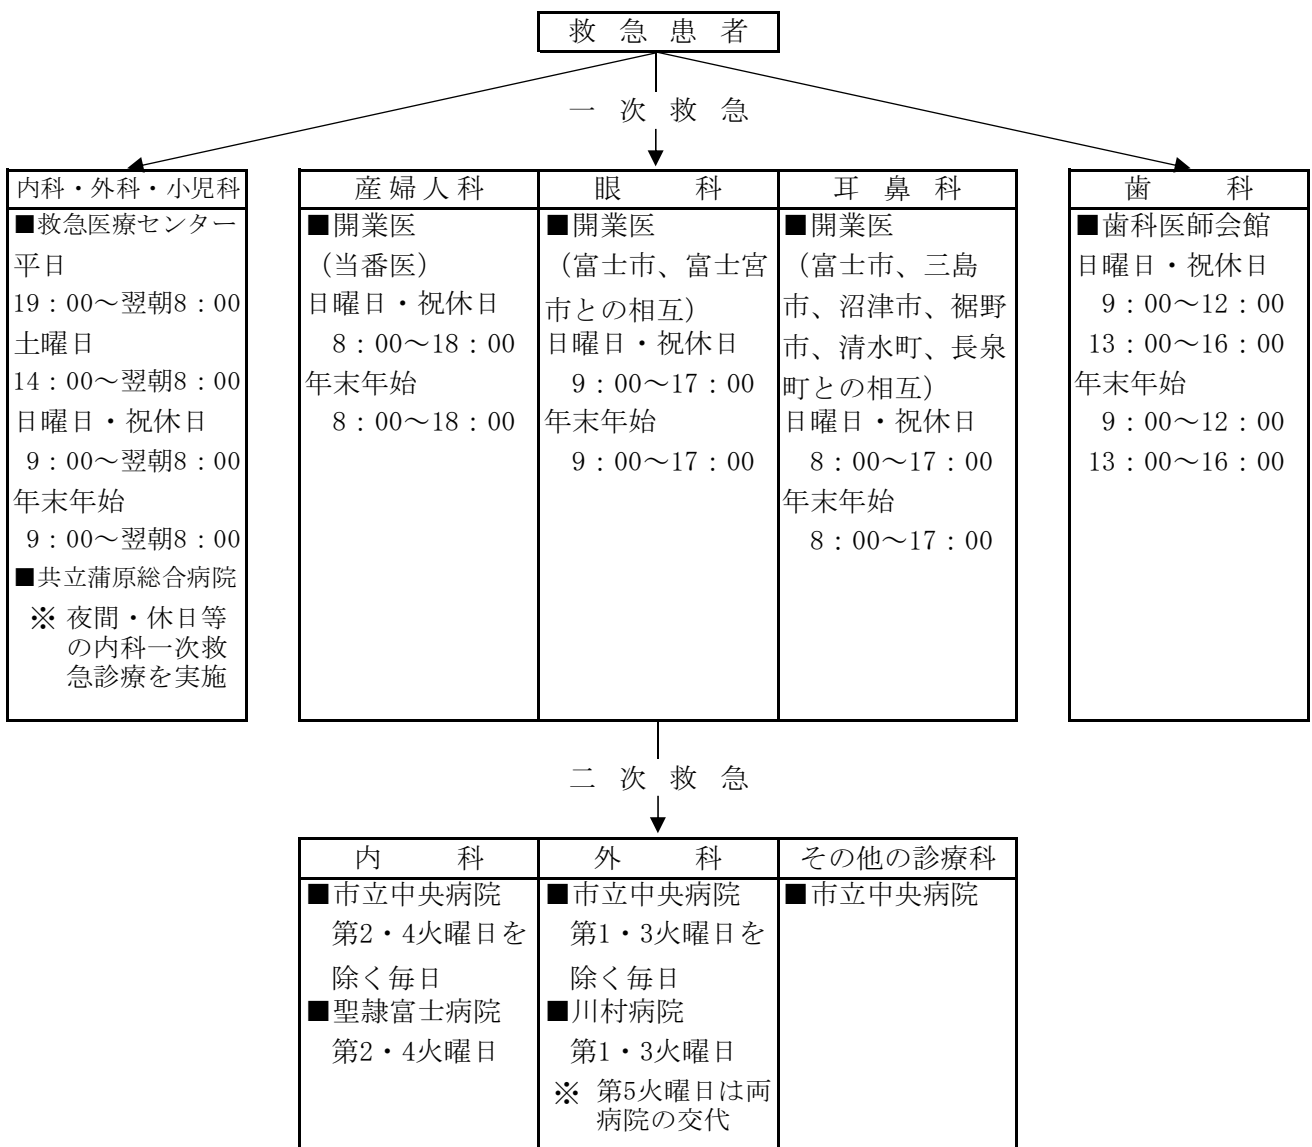 救急患者
一次救急
内科・外科・小児科
■救急医療センター
平日
19：00～翌朝8：00
土曜日
14：00～翌朝8：00
日曜日・祝休日
9：00～翌朝8：00
年末年始
9：00～翌朝8：00
■共立蒲原総合病院
※ 夜間・休日等
の内科一次救
急診療を実施
産婦人科
■開業医
（当番医）
日曜日・祝休日
8：00～18：00
年末年始
8：00～18：00
眼科
■開業医
（富士市、富士宮
市との相互）
日曜日・祝休日
9：00～17：00
年末年始
9：00～17：00
耳鼻科
■開業医
（富士市、三島
市、沼津市、裾野
市、清水町、長泉
町との相互）
日曜日・祝休日
8：00～17：00
年末年始
8：00～17：00
歯科
■歯科医師会館
日曜日・祝休日
9：00～12：00
13：00～16：00
年末年始
9：00～12：00
13：00～16：00
二次救急
内科
■市立中央病院
第2・4火曜日を
除く毎日
■聖隷富士病院
第2・4火曜日
外科
■市立中央病院
第1・3火曜日を
除く毎日
■川村病院
第1・3火曜日
※ 第5火曜日は両
病院の交代
その他の診療科
■市立中央病院